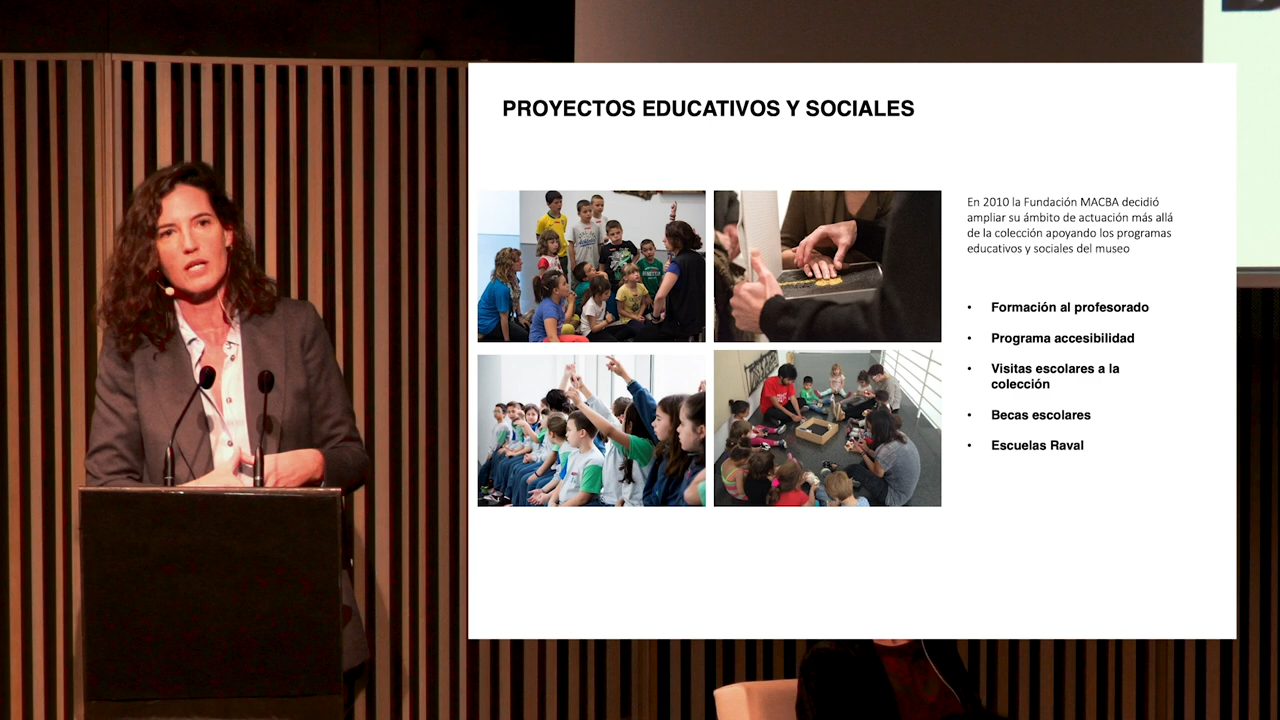 PROYECTOS EDUCATIVOS Y SOCIALES
En 2010 la Fundación MACBA decidió
ampliar su ámbito de actuación más allá
de la colección apoyando los programas
educativos y sociales del museo
• Formación al profesorado
• Programa accesibilidad
• Visitas escolares a la
colección
• Becas escolares
• Escuelas Raval